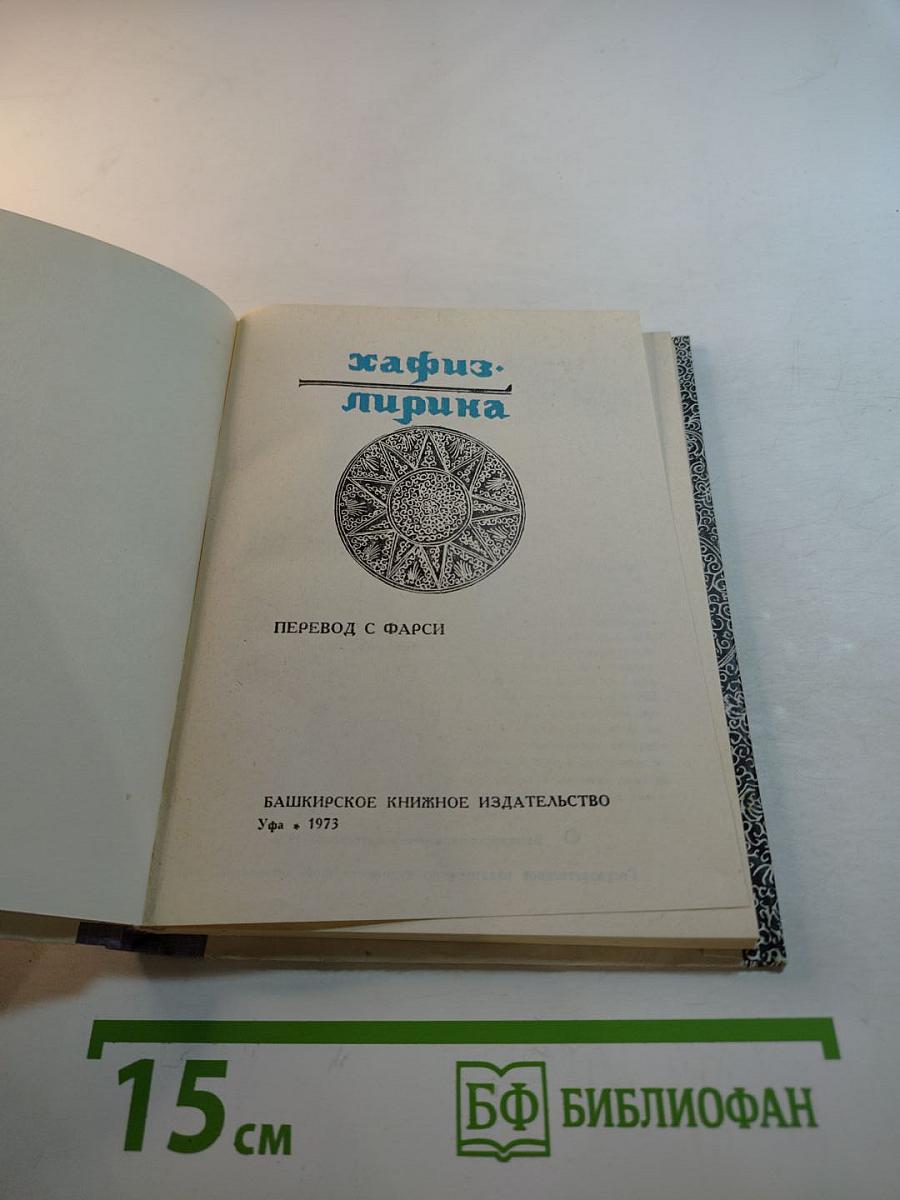 хафиз·
лирика
ПЕРЕВОД С ФАРСИ
БАШКИРСКОЕ КНИЖНОЕ ИЗДАТЕЛЬСТВО
Уфа * 1973
15 см
БФ БИБЛИОФАН